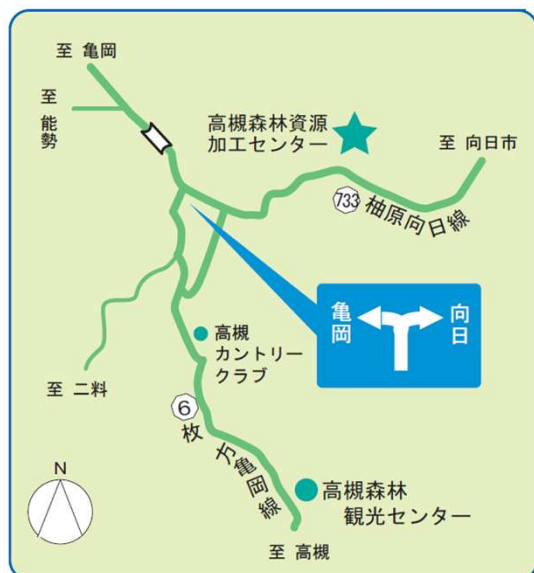 至 亀岡
至 能勢
高槻森林資源
加工センター
至 向日市
733 柚原向日線
亀岡
向日
高槻
カントリー
クラブ
至 二料
6 枚方亀岡線
N
高槻森林
観光センター
至 高槻